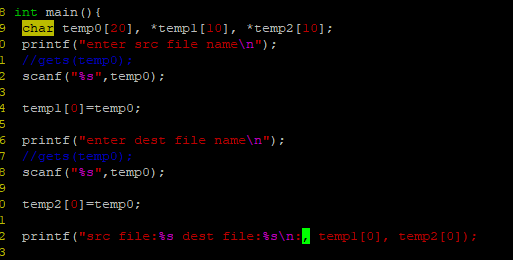 8 int main(){
9 char temp0[20], *temp1[10], *temp2[10];
0 printf("enter src file name\n");
1 //gets(temp0);
2 scanf("%s",temp0);
3
4 temp1[0]=temp0;
5
6 printf("enter dest file name\n");
7 //gets(temp0);
8 scanf("%s",temp0);
9
0 temp2[0]=temp0;
1
2 printf("src file:%s dest file:%s\n:, temp1[0], temp2[0]);
3